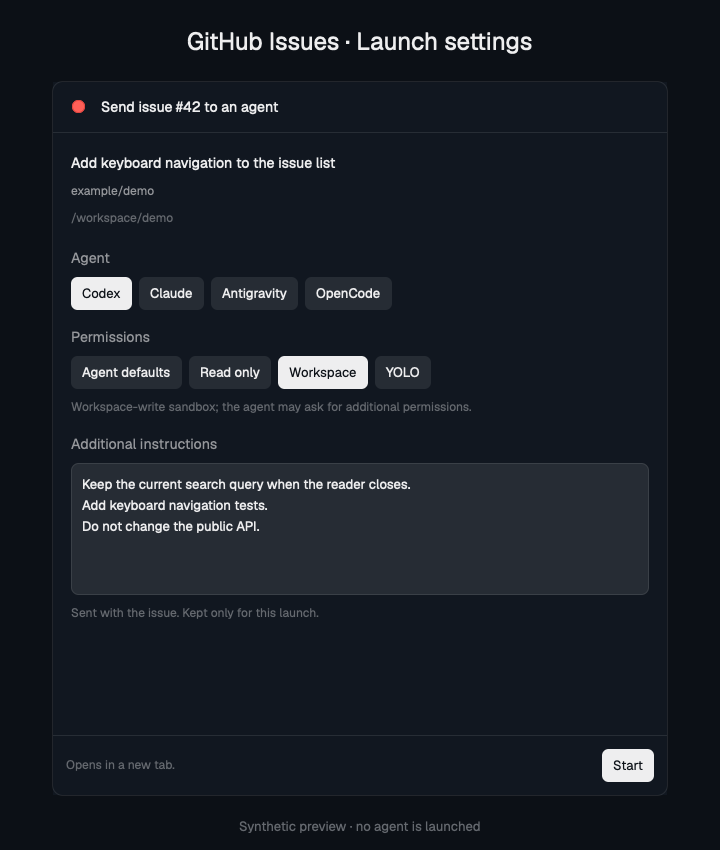 GitHub Issues · Launch settings
Send issue #42 to an agent
Add keyboard navigation to the issue list
example/demo
/workspace/demo
Agent
Codex Claude Antigravity OpenCode
Permissions
Agent defaults Read only Workspace YOLO
Workspace-write sandbox; the agent may ask for additional permissions.
Additional instructions
Keep the current search query when the reader closes.
Add keyboard navigation tests.
Do not change the public API.
Sent with the issue. Kept only for this launch.
Opens in a new tab. Start
Synthetic preview · no agent is launched